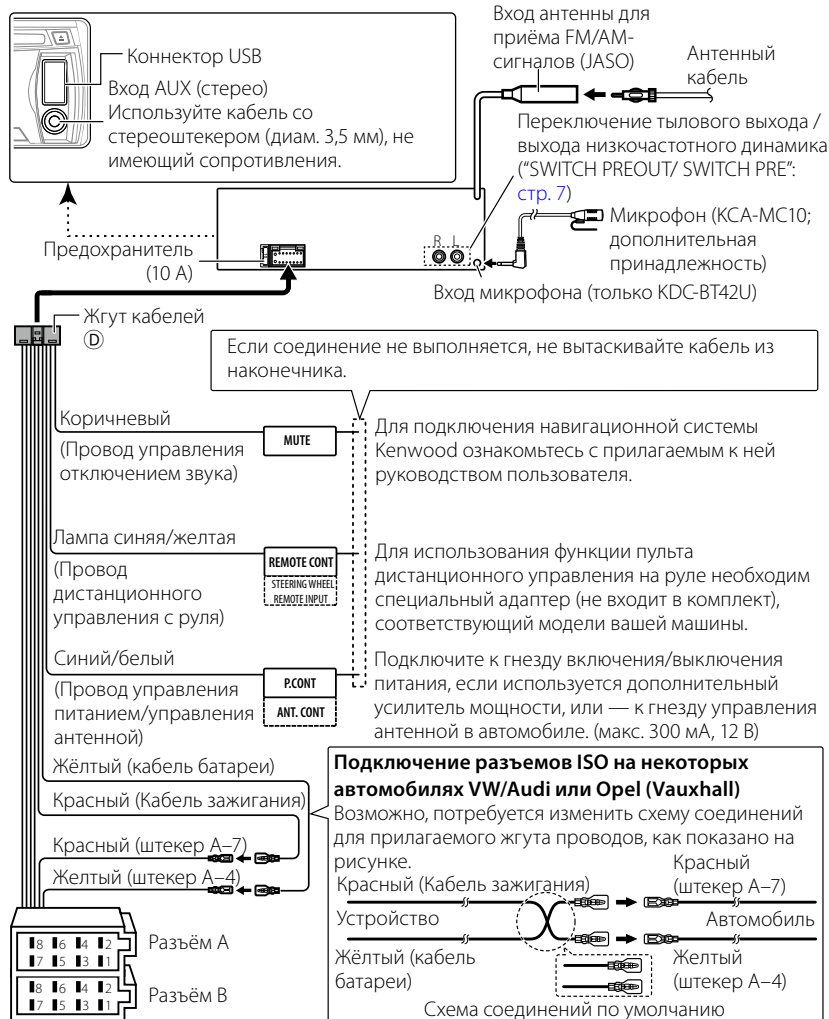 Коннектор USB
Вход AUX (стерео)
Используйте кабель со
стереоштекером (диам. 3,5 мм), не
имеющий сопротивления.
Вход антенны для
приёма FM/AM-
сигналов (JASO)
Антенный
кабель
Переключение тылового выхода /
выхода низкочастотного динамика
("SWITCH PREOUT/ SWITCH PRE":
стр. 7)
R L
Микрофон (KCA-MC10;
дополнительная
принадлежность)
Предохранитель
(10 А)
Вход микрофона (только KDC-BT42U)
Жгут кабелей
Ⓓ
Если соединение не выполняется, не вытаскивайте кабель из
наконечника.
Коричневый
(Провод управления
отключением звука)
MUTE
Для подключения навигационной системы
Kenwood ознакомьтесь с прилагаемым к ней
руководством пользователя.
Лампа синяя/желтая
(Провод
дистанционного
управления с руля)
REMOTE CONT
STEERING WHEEL
REMOTE INPUT
Для использования функции пульта
дистанционного управления на руле необходим
специальный адаптер (не входит в комплект),
соответствующий модели вашей машины.
Синий/белый
(Провод управления
питанием/управления
антенной)
P.CONT
ANT. CONT
Подключите к гнезду включения/выключения
питания, если используется дополнительный
усилитель мощности, или — к гнезду управления
антенной в автомобиле. (макс. 300 мА, 12 В)
Жёлтый (кабель батареи)
Красный (Кабель зажигания)
Красный (штекер A–7)
Желтый (штекер A–4)
8 6 4 2
7 5 3 1
Разъём A
8 6 4 2
7 5 3 1
Разъём B
Подключение разъемов ISO на некоторых
автомобилях VW/Audi или Opel (Vauxhall)
Возможно, потребуется изменить схему соединений
для прилагаемого жгута проводов, как показано на
рисунке.
Красный (Кабель зажигания)
Красный
(штекер A–7)
Устройство
Автомобиль
Жёлтый (кабель
батареи)
Желтый
(штекер A–4)
Схема соединений по умолчанию